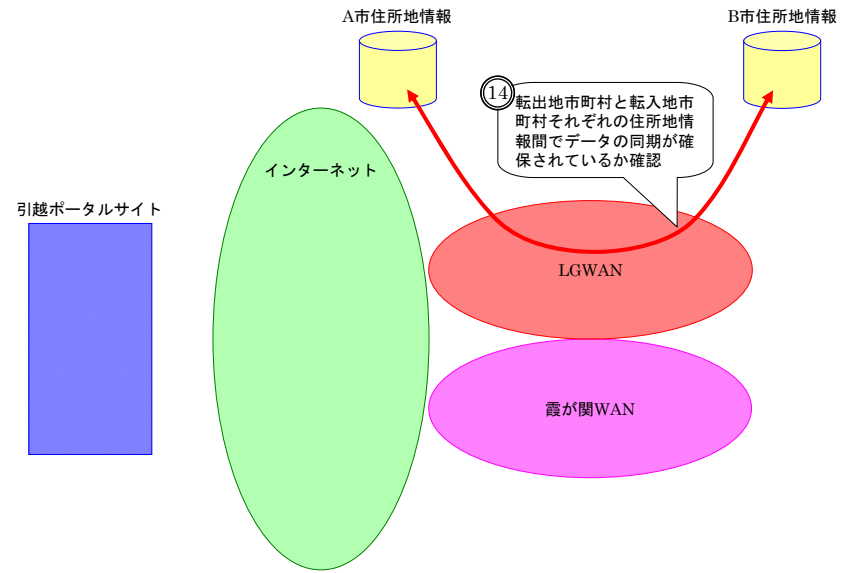 A市住所地情報
B市住所地情報
14
転出地市町村と転入地市
町村それぞれの住所地情
報間でデータの同期が確
保されているか確認
インターネット
引越ポータルサイト
LGWAN
霞が関WAN